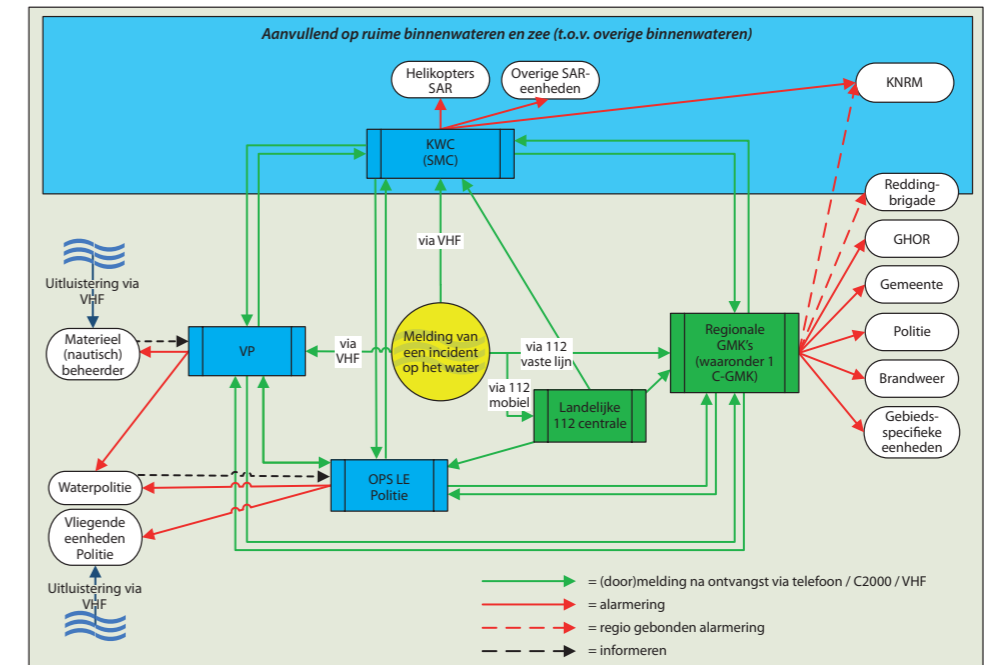 Aanvullend op ruime binnenwateren en zee (t.o.v. overige binnenwateren)
Helikopters
SAR
Overige SAR-
eenheden
KNRM
KWC
(SMC)
Redding-
brigade
via VHF
GHOR
Uitluistering via
VHF
Gemeente
Materieel
(nautisch)
beheerder
VP
via
VHF
Melding van
een incident
op het water
via 112
vaste lijn
Regionale
GMK's
(waaronder 1
C-GMK)
Politie
via 112
mobiel
Landelijke
112 centrale
Brandweer
Gebieds-
specifieke
eenheden
OPS LE
Politie
Waterpolitie
Vliegende
eenheden
Politie
Uitluistering via
VHF
= (door)melding na ontvangst via telefoon / C2000 / VHF
= alarmering
= regio gebonden alarmering
= informeren